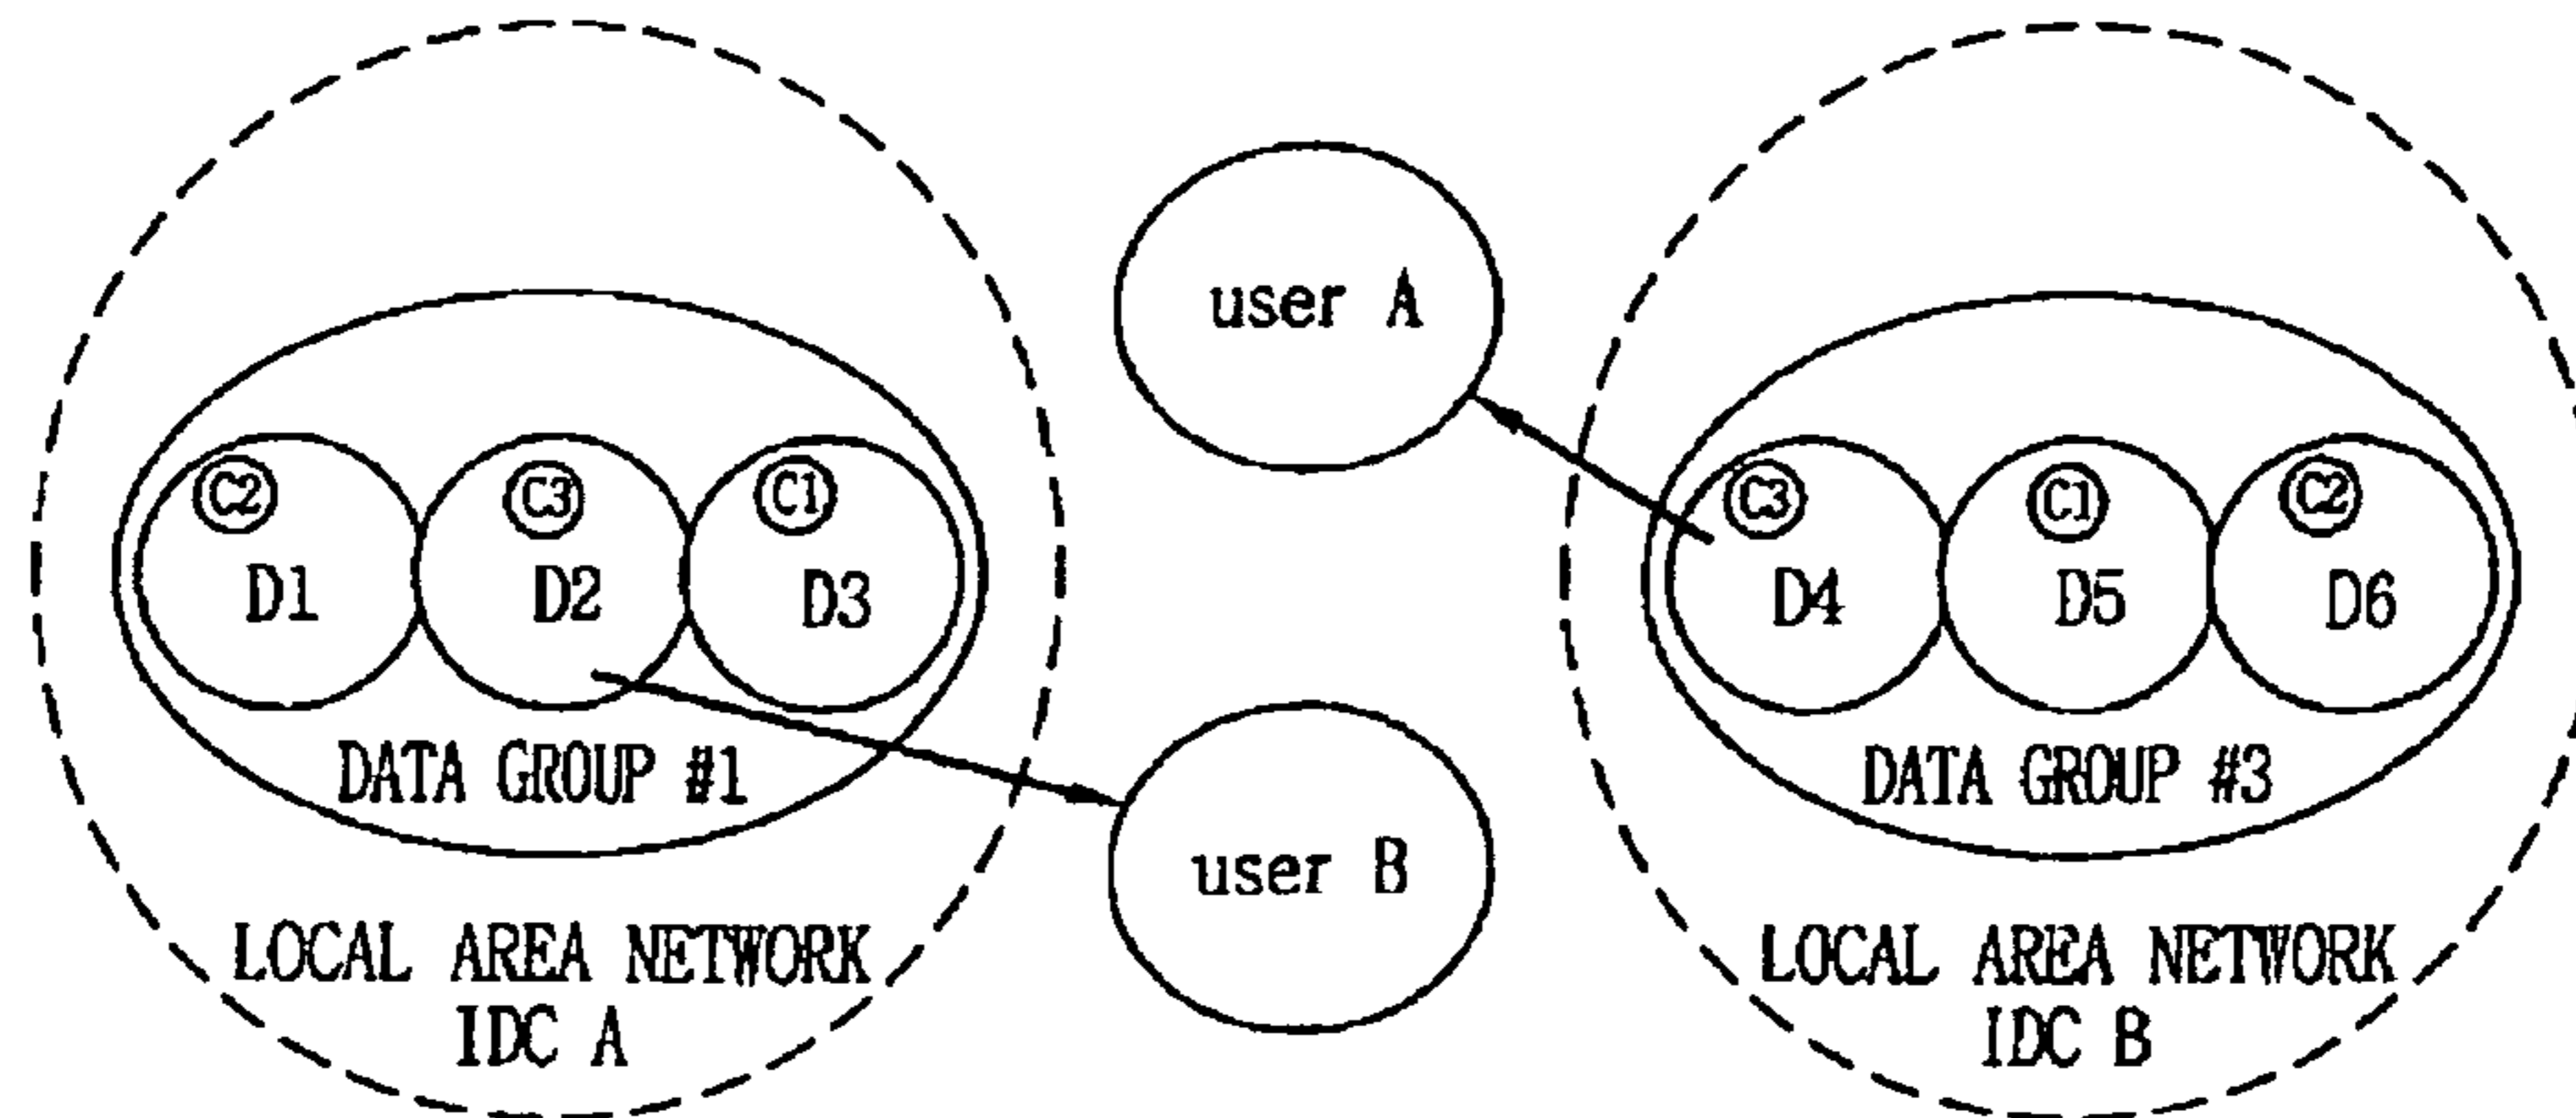 user A
C2
C3
C1
D1
D2
D3
DATA GROUP #1
LOCAL AREA NETWORK
IDC A
user B
C3
C1
C2
D4
D5
D6
DATA GROUP #3
LOCAL AREA NETWORK
IDC B